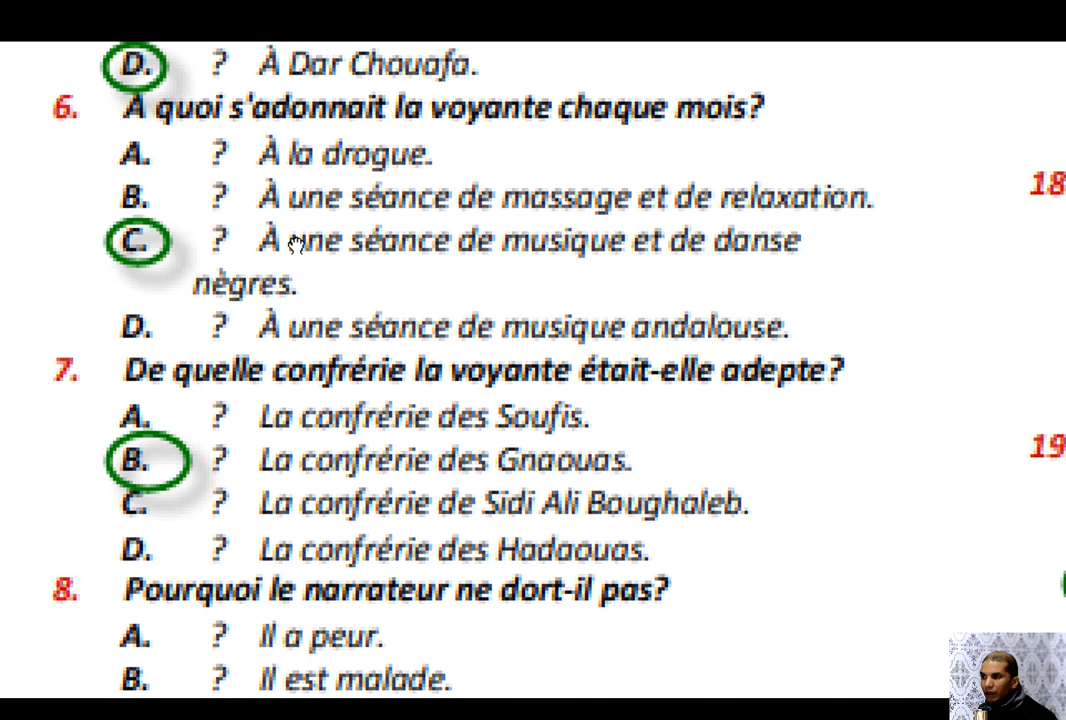 D. ? À Dar Chouafa.
6. À quoi s'adonnait la voyante chaque mois?
A. ? À la drogue.
B. ? À une séance de massage et de relaxation.
18
C. ? À une séance de musique et de danse
nègres.
D. ? À une séance de musique andalouse.
7. De quelle confrérie la voyante était-elle adepte?
A. ? La confrérie des Soufis.
B. ? La confrérie des Gnaouas.
19
C. ? La confrérie de Sidi Ali Boughaleb.
D. ? La confrérie des Hadaouas.
8. Pourquoi le narrateur ne dort-il pas?
A. ? Il a peur.
B. ? Il est malade.